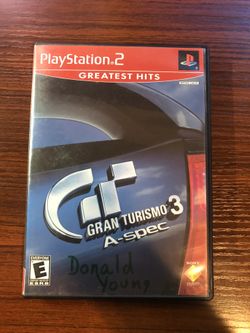 PlayStation®2
GREATEST HITS
GT
GRAN TURISMO 3
A-spec
EVERYONE
E
Donald
Young